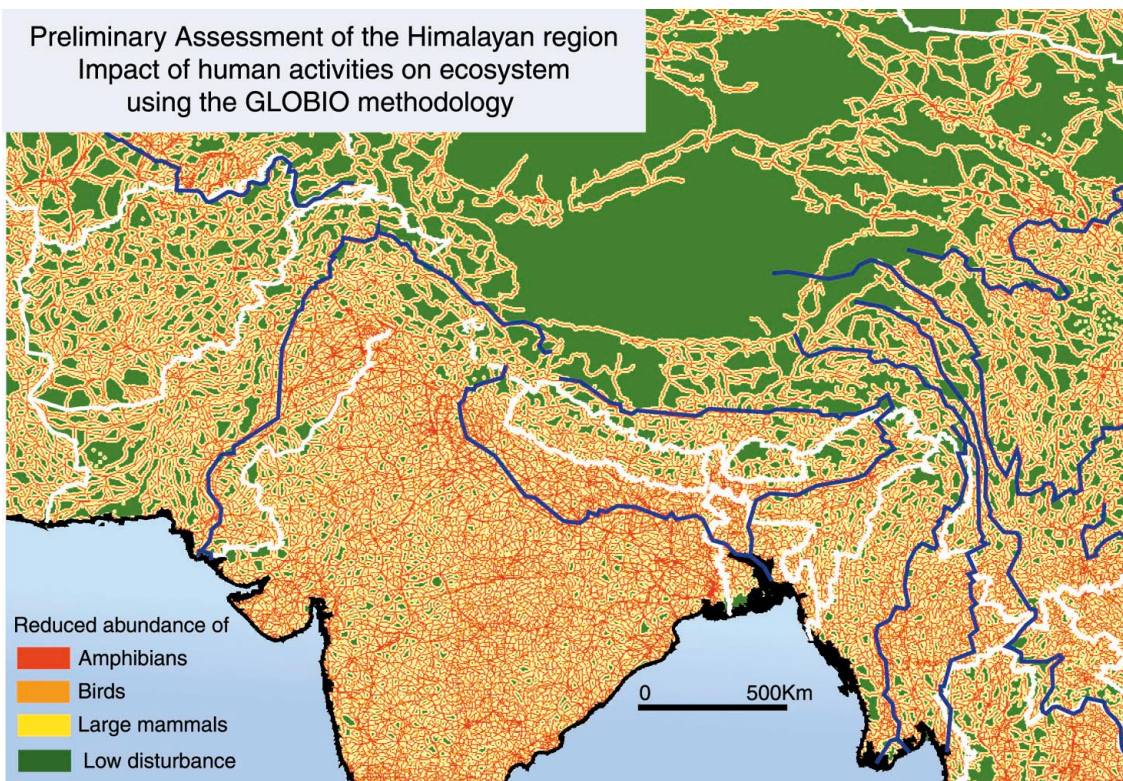 Preliminary Assessment of the Himalayan region
Impact of human activities on ecosystem
using the GLOBIO methodology
Reduced abundance of
Amphibians
Birds
Large mammals
Low disturbance
0 500Km